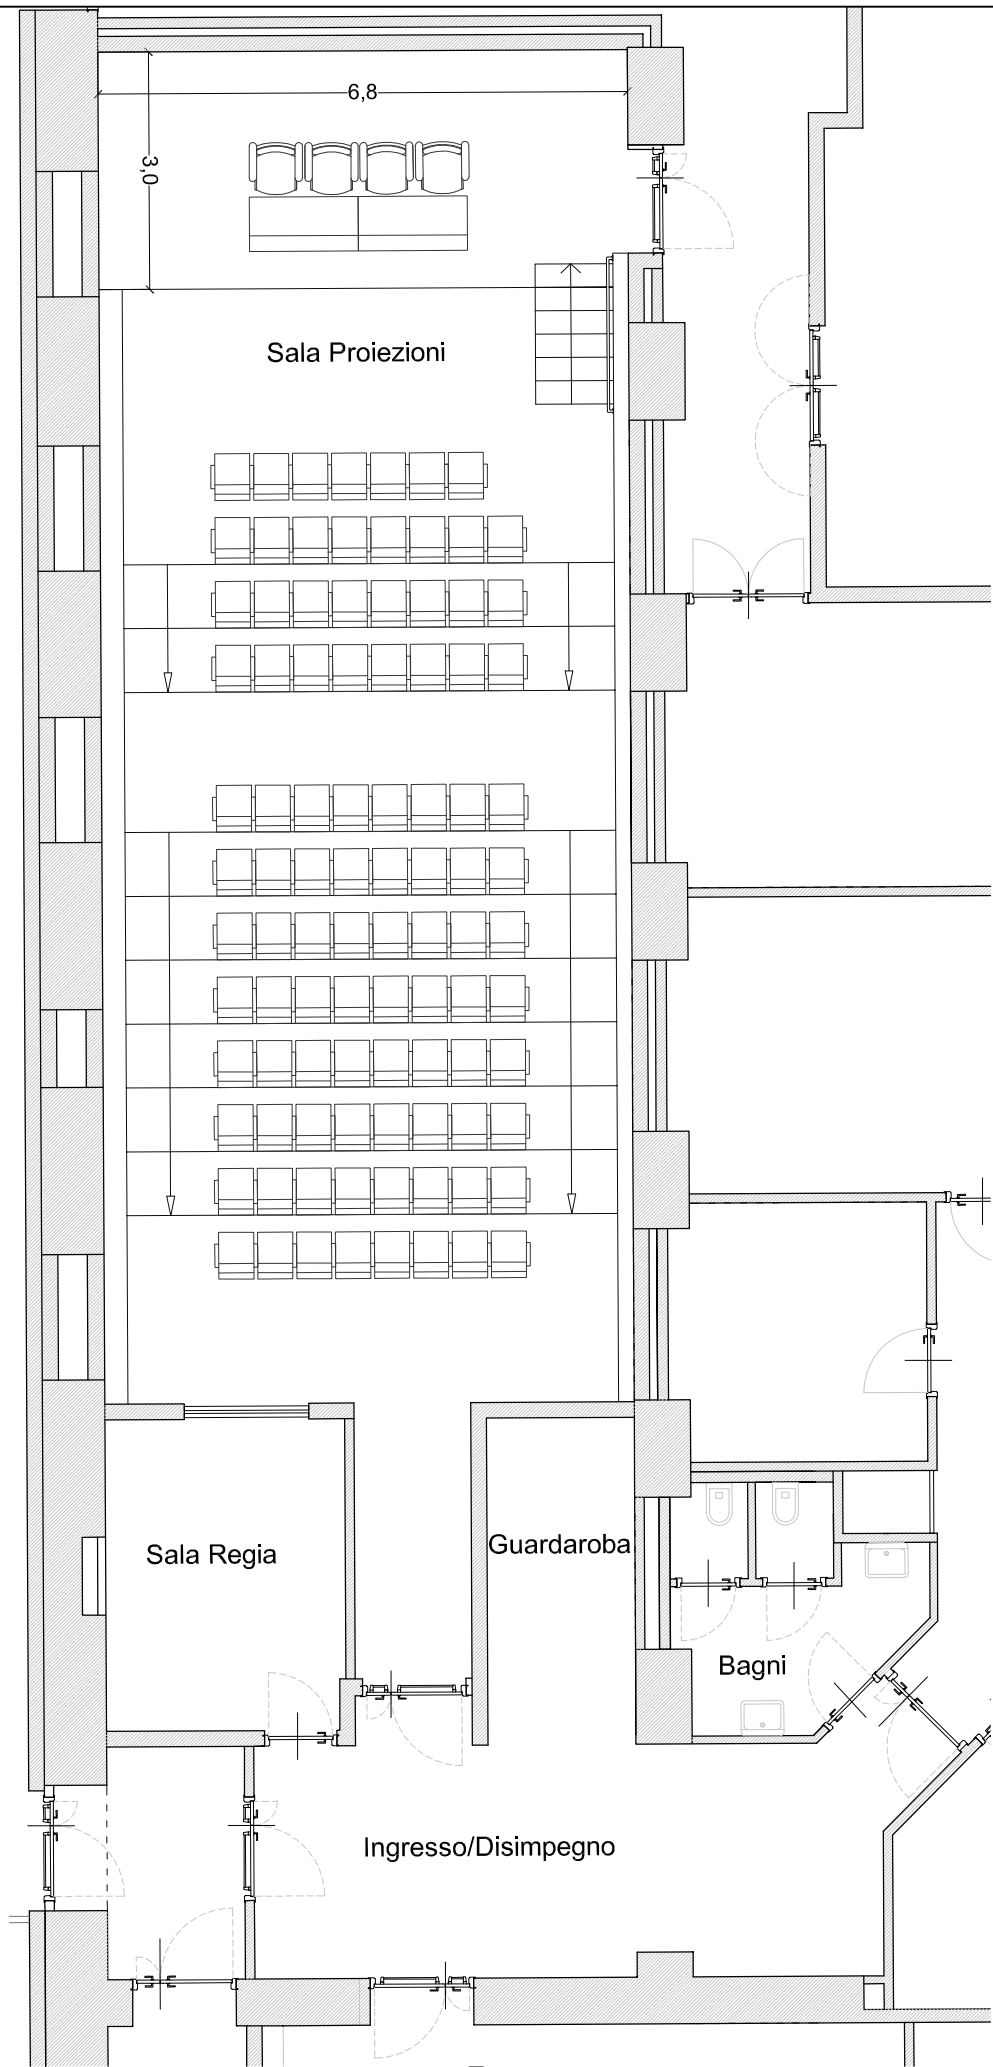 6,8
3,0
Sala Proiezioni
Sala Regia
Guardaroba
Bagni
Ingresso/Disimpegno